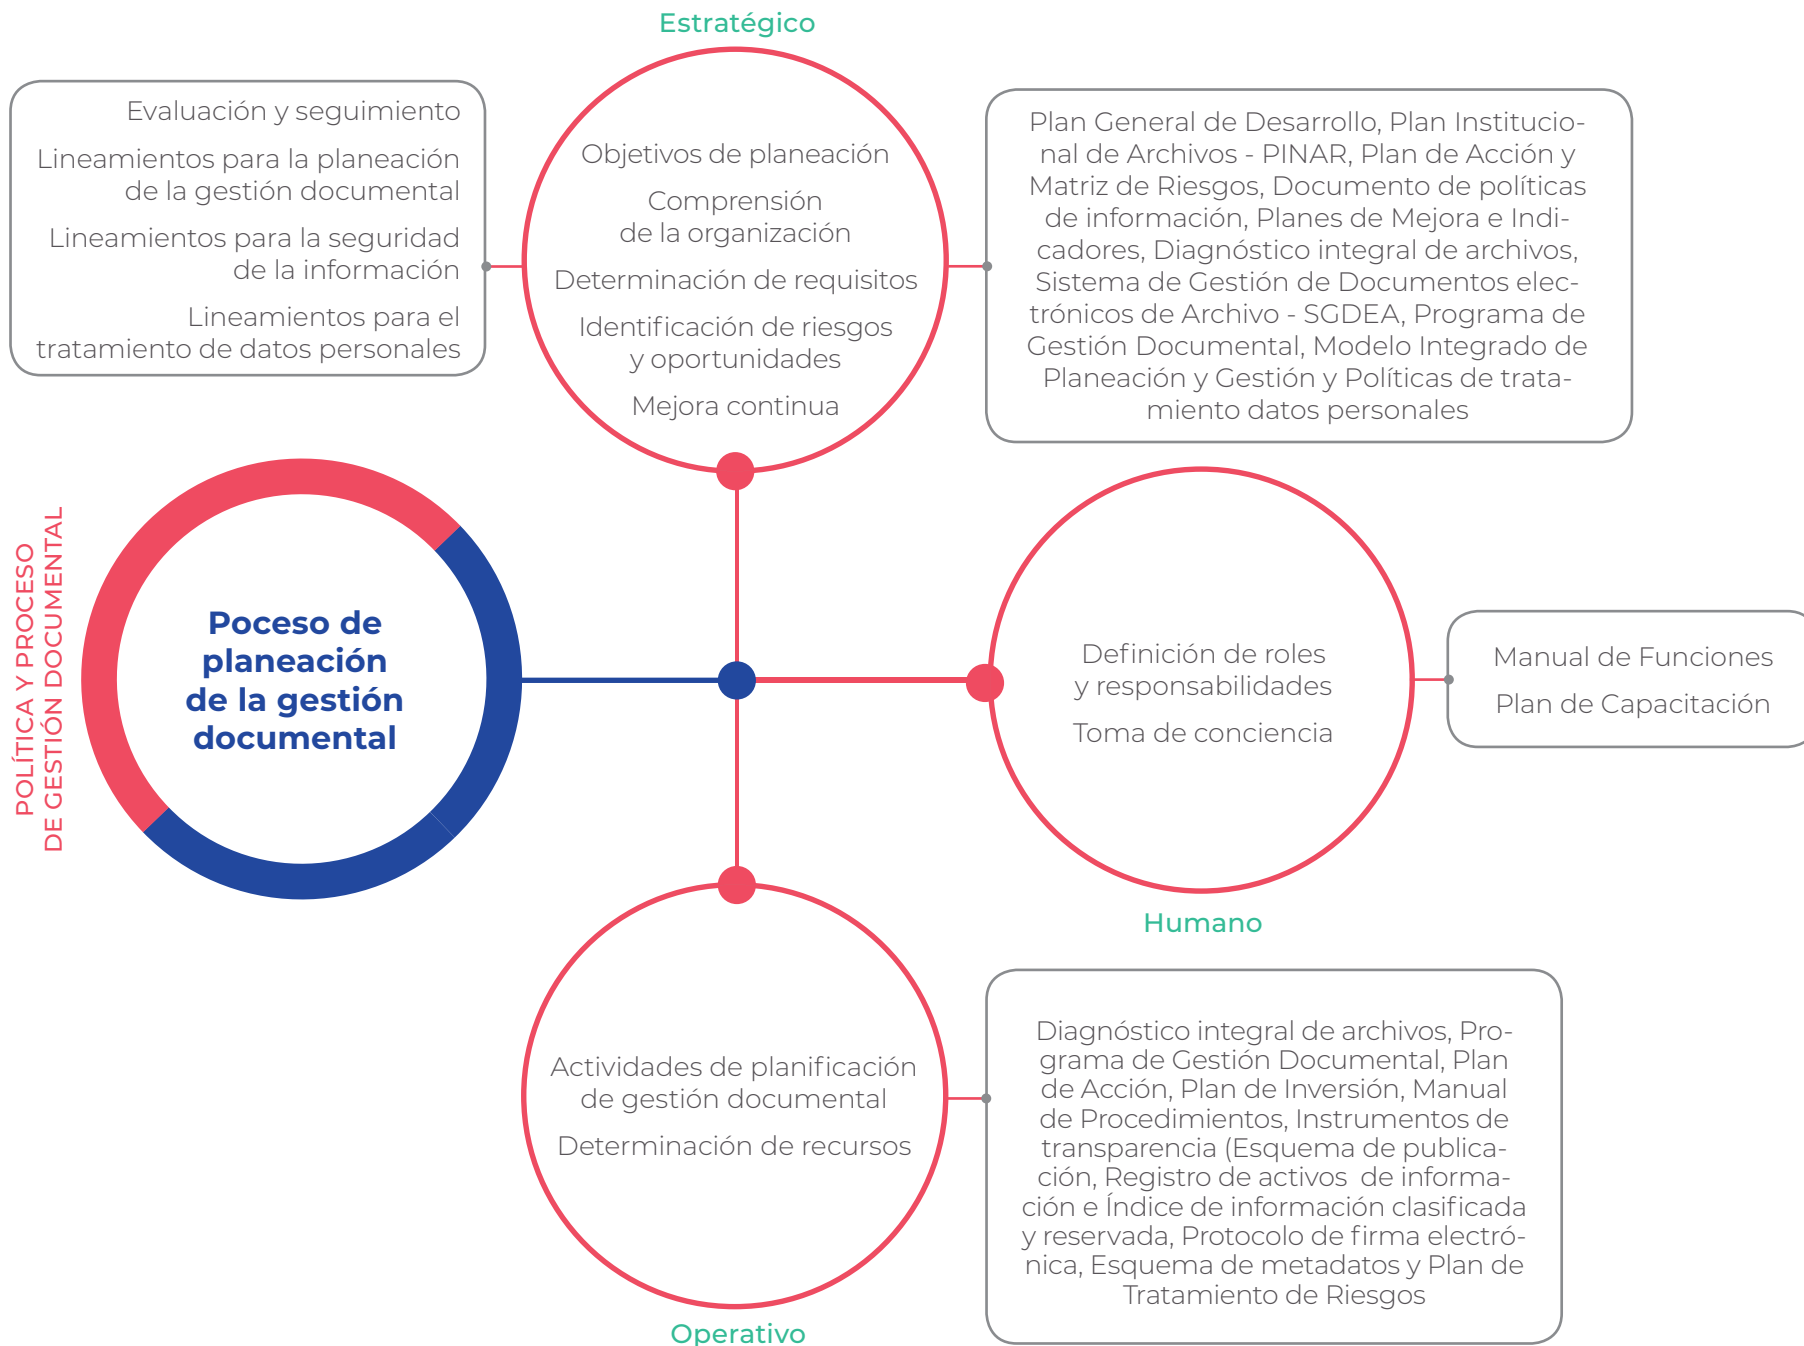 Estratégico
Evaluación y seguimiento
Lineamientos para la planeación
de la gestión documental
Lineamientos para la seguridad
de la información
Lineamientos para el
tratamiento de datos personales
Objetivos de planeación
Comprensión
de la organización
Determinación de requisitos
Identificación de riesgos
y oportunidades
Mejora continua
Plan General de Desarrollo, Plan Institucio-
nal de Archivos - PINAR, Plan de Acción y
Matriz de Riesgos, Documento de políticas
de información, Planes de Mejora e Indi-
cadores, Diagnóstico integral de archivos,
Sistema de Gestión de Documentos elec-
trónicos de Archivo - SGDEA, Programa de
Gestión Documental, Modelo Integrado de
Planeación y Gestión y Políticas de trata-
miento datos personales
POLÍTICA Y PROCESO
DE GESTIÓN DOCUMENTAL
Poceso de
planeación
de la gestión
documental
Definición de roles
y responsabilidades
Toma de conciencia
Manual de Funciones
Plan de Capacitación
Humano
Actividades de planificación
de gestión documental
Determinación de recursos
Diagnóstico integral de archivos, Pro-
grama de Gestión Documental, Plan
de Acción, Plan de Inversión, Manual
de Procedimientos, Instrumentos de
transparencia (Esquema de publica-
ción, Registro de activos  de informa-
ción e Índice de información clasificada
y reservada, Protocolo de firma electró-
nica, Esquema de metadatos y Plan de
Tratamiento de Riesgos
Operativo